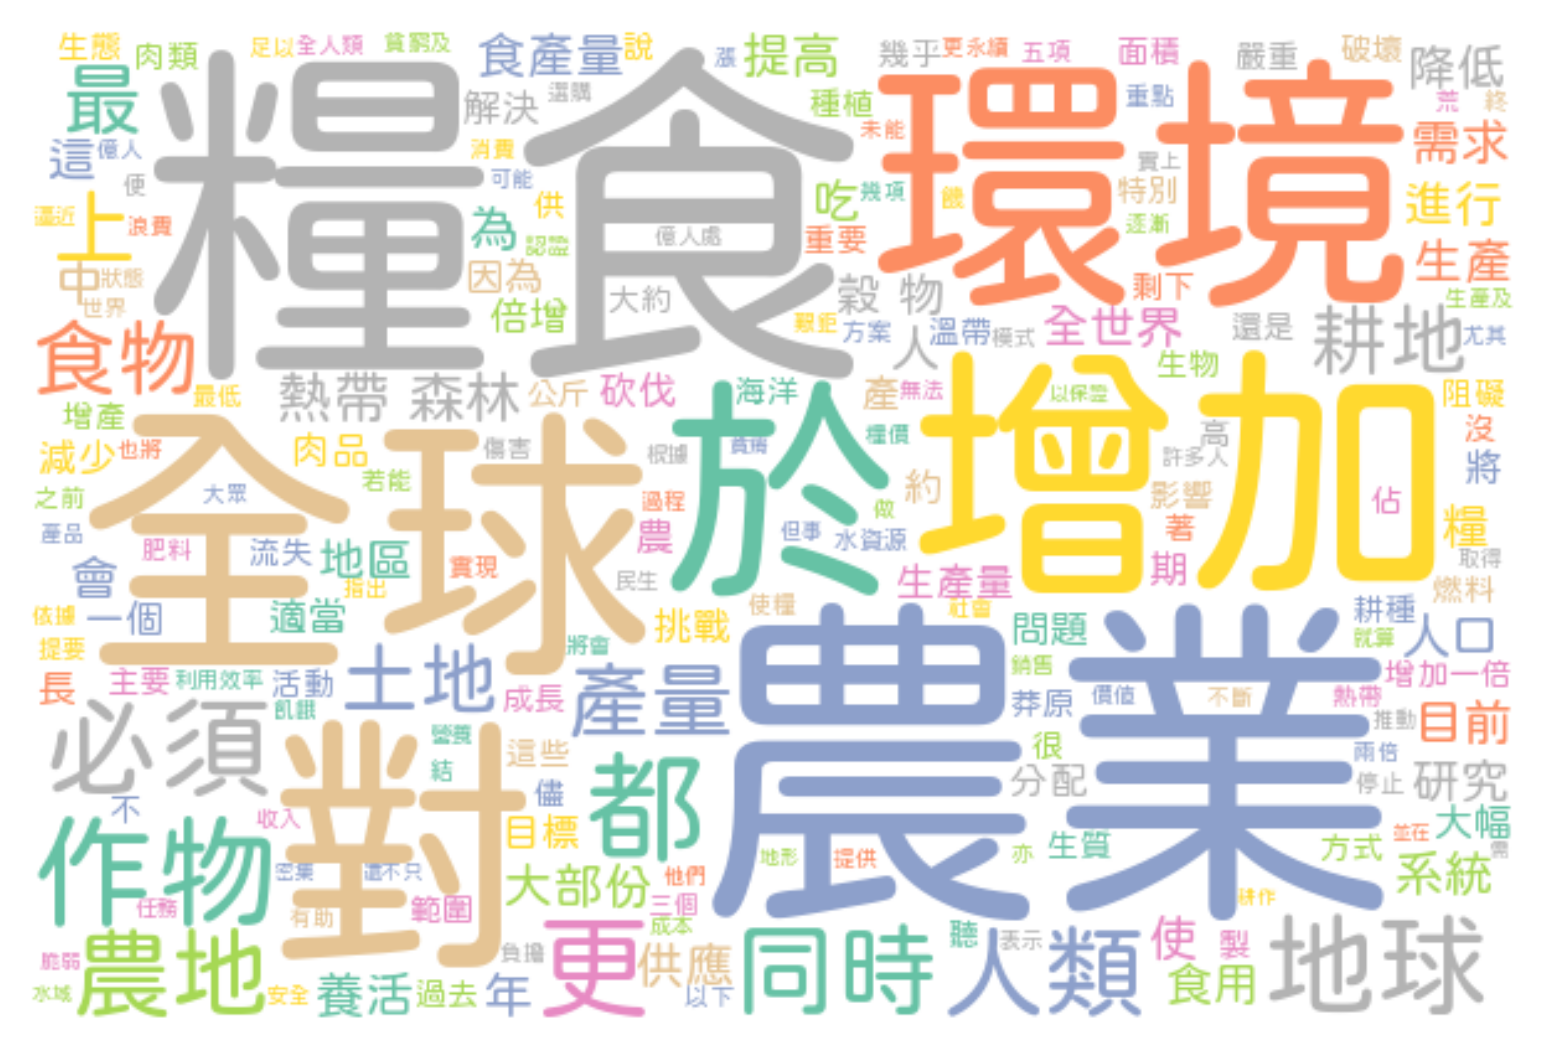 生態
肉類
足以
全人類
貧窮及
食產量
說
漲
提高
幾乎
更永續
五項
面積
嚴重
破壞
降低
最
糧食
解決
選購
種植
環境
重點
荒
終
這
億人
消費
未能
實上
需求
便
可能
吃
幾項
饑
特別
進行
逼近
上
浪費
為
供
認證
億人處
重要
逐漸
中
狀態
因為
大約
穀物
剩下
生產
世界
倍增
艱鉅
方案
溫帶
模式
全世界
還是
耕地
生產及
尤其
食物
人
生物
最低
熱帶
森林
公斤
砍伐
海洋
產
無法
增加
以保證
阻礙
增產
全球
於
糧價
高
沒
減少
也將
肉品
傷害
根據
貧瘠
許多人
將
之前
大眾
若能
過程
約
影響
佔
做
產品
肥料
流失
地區
實現
農
但事
水資源
著
糧
會
指出
民生
生產量
期
取得
燃料
依據
一個
適當
使糧
社會
耕種
提要
將會
挑戰
農業
問題
就算
人口
長
主要
利用效率
活動
土地
成長
產量
銷售
增加一倍
飢餓
莽原
價值
不斷
熱帶
必須
對
營養
這些
很
推動
目前
結
都
分配
兩倍
不
儘
停止
研究
作物
收入
目標
並在
大幅
地形
提供
亦
生質
方式
需
密集
還不只
大部份
他們
系統
任務
有助
範圍
三個
耕作
農地
更
成本
同時
聽
表示
人類
使
製
地球
脆弱
負擔
供應
水域
安全
養活
過去
年
以下
食用